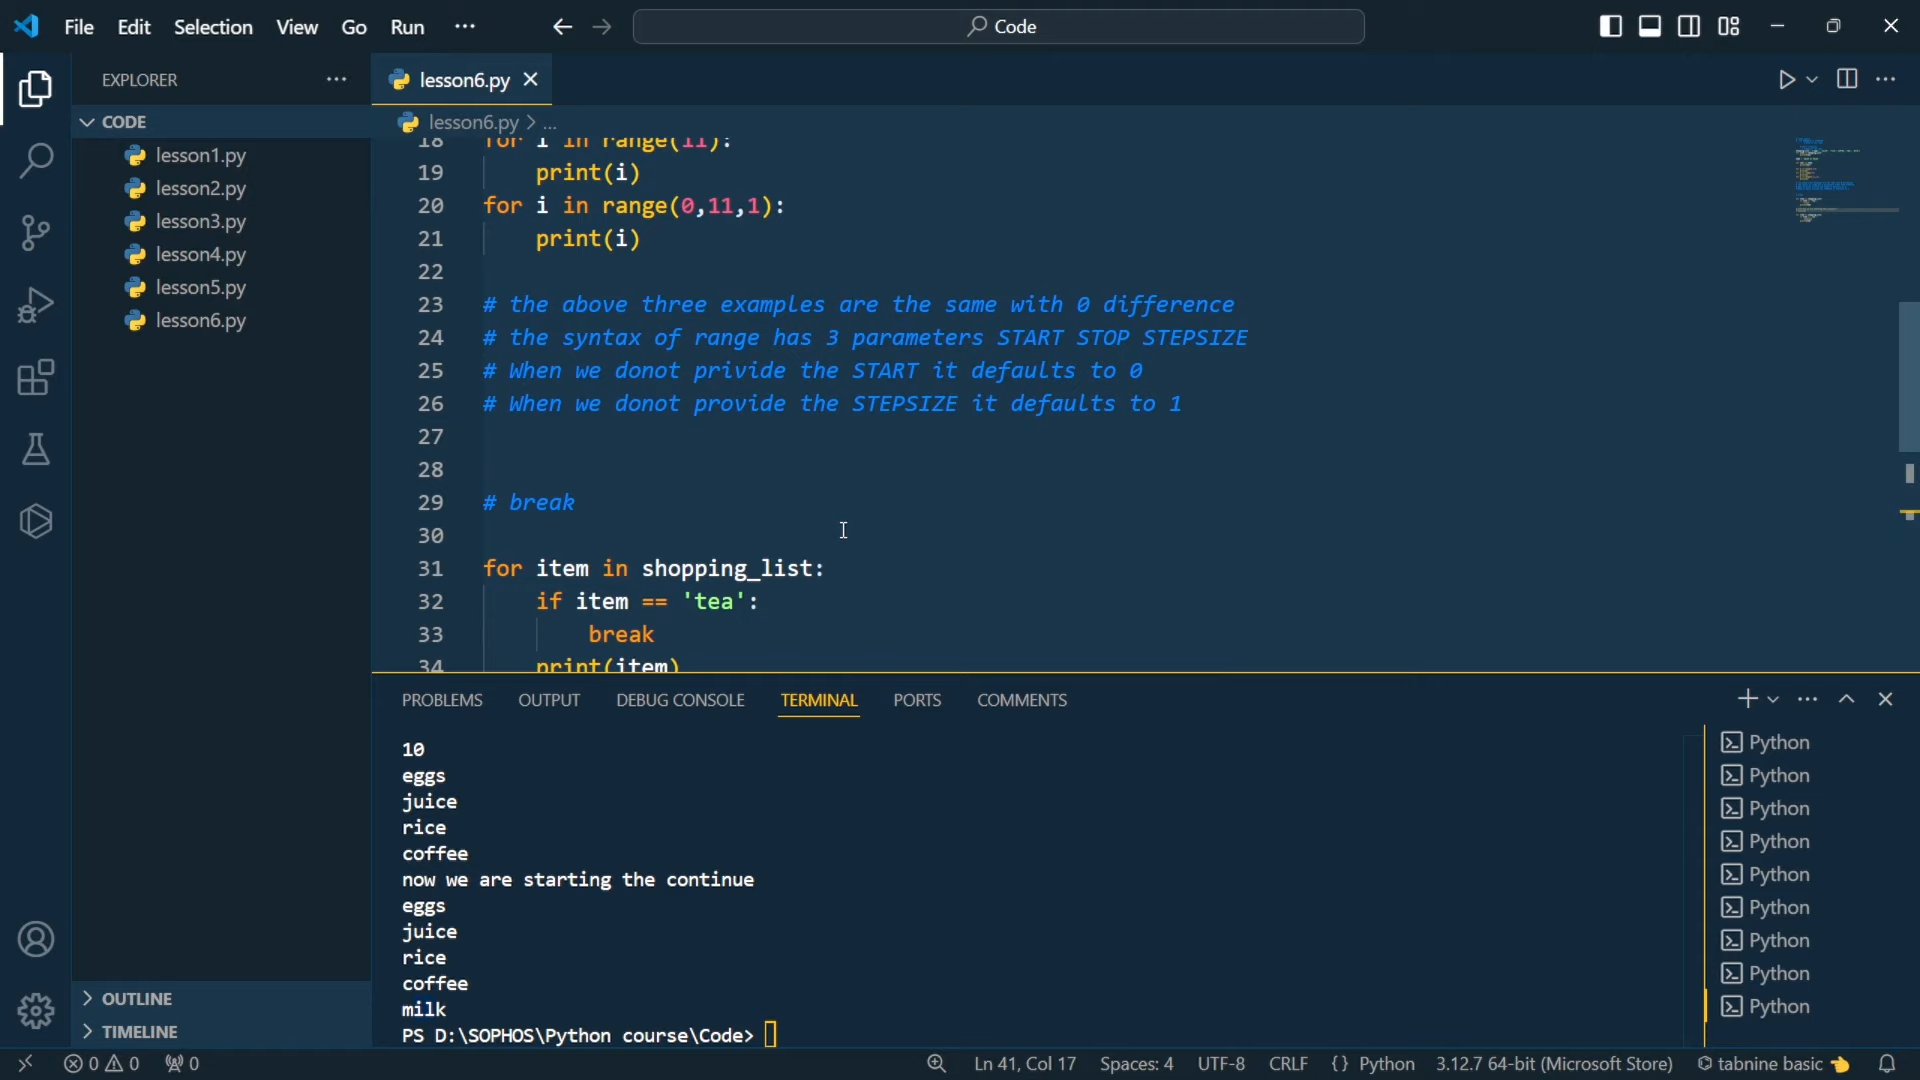 File Edit Selection View Go Run ...
Code
EXPLORER ...
lesson6.py
CODE
lesson6.py > ...
lesson1.py
lesson2.py
lesson3.py
lesson4.py
lesson5.py
lesson6.py
18 for i in range(11):
19 print(i)
20 for i in range(0,11,1):
21 print(i)
22
23 # the above three examples are the same with 0 difference
24 # the syntax of range has 3 parameters START STOP STEPSIZE
25 # When we donot privide the START it defaults to 0
26 # When we donot provide the STEPSIZE it defaults to 1
27
28
29 # break
30
31 for item in shopping_list:
32 if item == 'tea':
33 break
34 print(item)
PROBLEMS OUTPUT DEBUG CONSOLE TERMINAL PORTS COMMENTS
10
eggs
juice
rice
coffee
now we are starting the continue
eggs
juice
rice
coffee
milk
PS D:\SOPHOS\Python course\Code>
Python
Python
Python
Python
Python
Python
Python
Python
Python
OUTLINE
TIMELINE
0 0 0 Ln 41, Col 17 Spaces: 4 UTF-8 CRLF {} Python 3.12.7 64-bit (Microsoft Store) tabnine basic